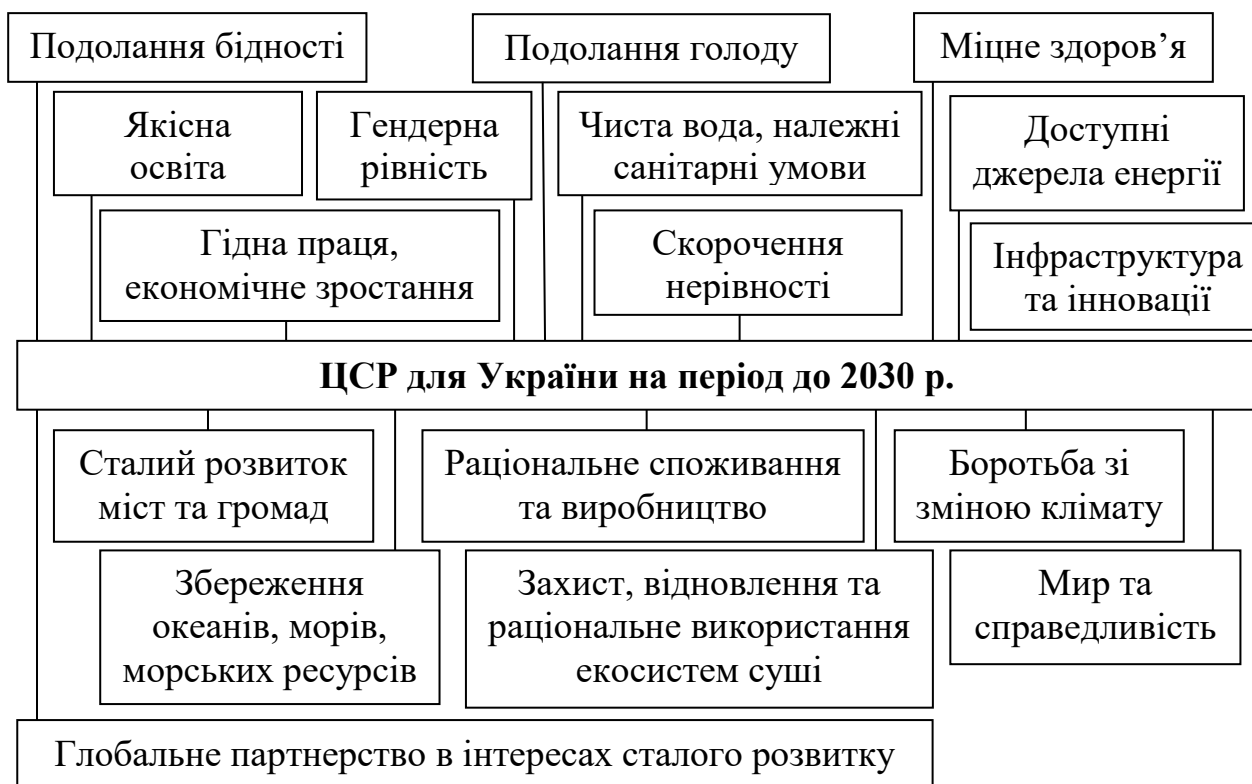 Подолання бідності
Подолання голоду
Міцне здоров’я
Якісна
освіта
Гендерна
рівність
Чиста вода, належні
санітарні умови
Доступні
джерела енергії
Гідна праця,
економічне зростання
Скорочення
нерівності
Інфраструктура
та інновації
ЦСР для України на період до 2030 р.
Сталий розвиток
міст та громад
Раціональне споживання
та виробництво
Боротьба зі
зміною клімату
Збереження
океанів, морів,
морських ресурсів
Захист, відновлення та
раціональне використання
екосистем суші
Мир та
справедливість
Глобальне партнерство в інтересах сталого розвитку